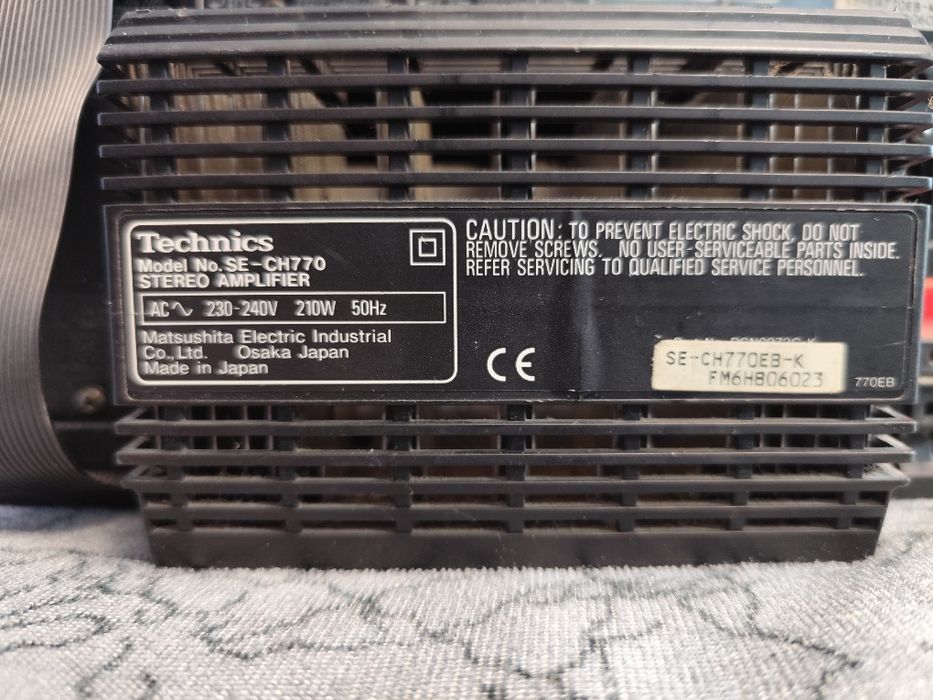 Technics
Model No. SE-CH770
STEREO AMPLIFIER
AC 230-240V 210W 50Hz
Matsushita Electric Industrial
Co., Ltd. Osaka Japan
Made in Japan
CAUTION: TO PREVENT ELECTRIC SHOCK, DO NOT
REMOVE SCREWS. NO USER-SERVICEABLE PARTS INSIDE.
REFER SERVICING TO QUALIFIED SERVICE PERSONNEL.
CE
SE-CH770EB-K
FM6HB06023
770EB